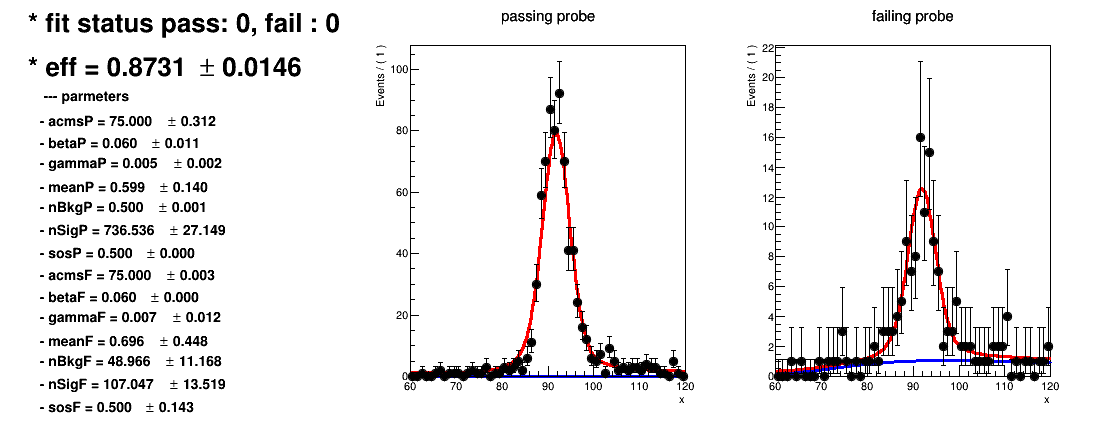 * fit status pass: 0, fail : 0
* eff = 0.8731 ± 0.0146
--- parmeters
- acmsP = 75.000 ± 0.312
- betaP = 0.060 ± 0.011
- gammaP = 0.005 ± 0.002
- meanP = 0.599 ± 0.140
- nBkgP = 0.500 ± 0.001
- nSigP = 736.536 ± 27.149
- sosP = 0.500 ± 0.000
- acmsF = 75.000 ± 0.003
- betaF = 0.060 ± 0.000
- gammaF = 0.007 ± 0.012
- meanF = 0.696 ± 0.448
- nBkgF = 48.966 ± 11.168
- nSigF = 107.047 ± 13.519
- sosF = 0.500 ± 0.143
passing probe
Events / ( 1 )
100
80
60
40
20
0
60 70 80 90 100 110 120
x
failing probe
Events / ( 1 )
22
20
18
16
14
12
10
8
6
4
2
0
60 70 80 90 100 110 120
x